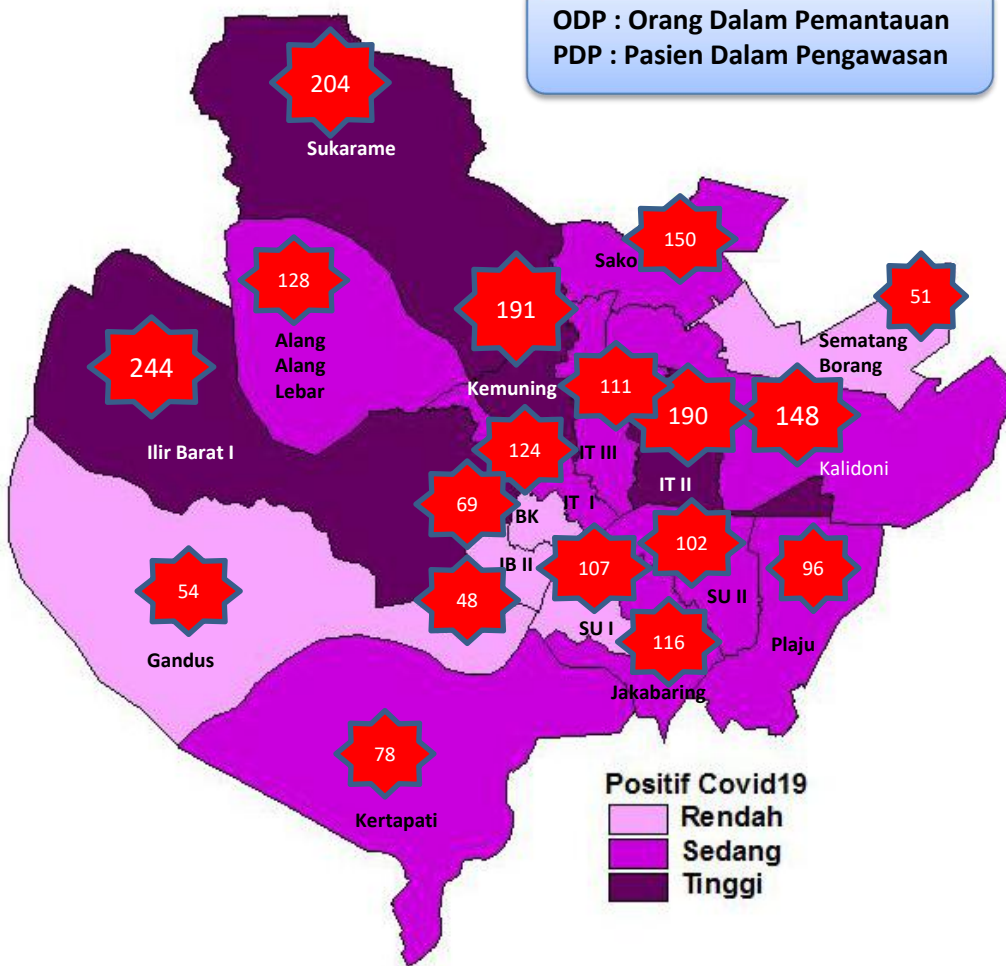 ODP : Orang Dalam Pemantauan
PDP : Pasien Dalam Pengawasan
204
Sukarame
150
Sako
128
Alang
Alang
Lebar
191
Kemuning
51
Sematang
Borang
244
Ilir Barat I
111
190
148
Kalidoni
124
IT III
IT II
69
BK
IT I
102
IB II
107
96
54
48
SU II
SU I
116
Plaju
Gandus
Jakabaring
78
Kertapati
Positif Covid19
Rendah
Sedang
Tinggi